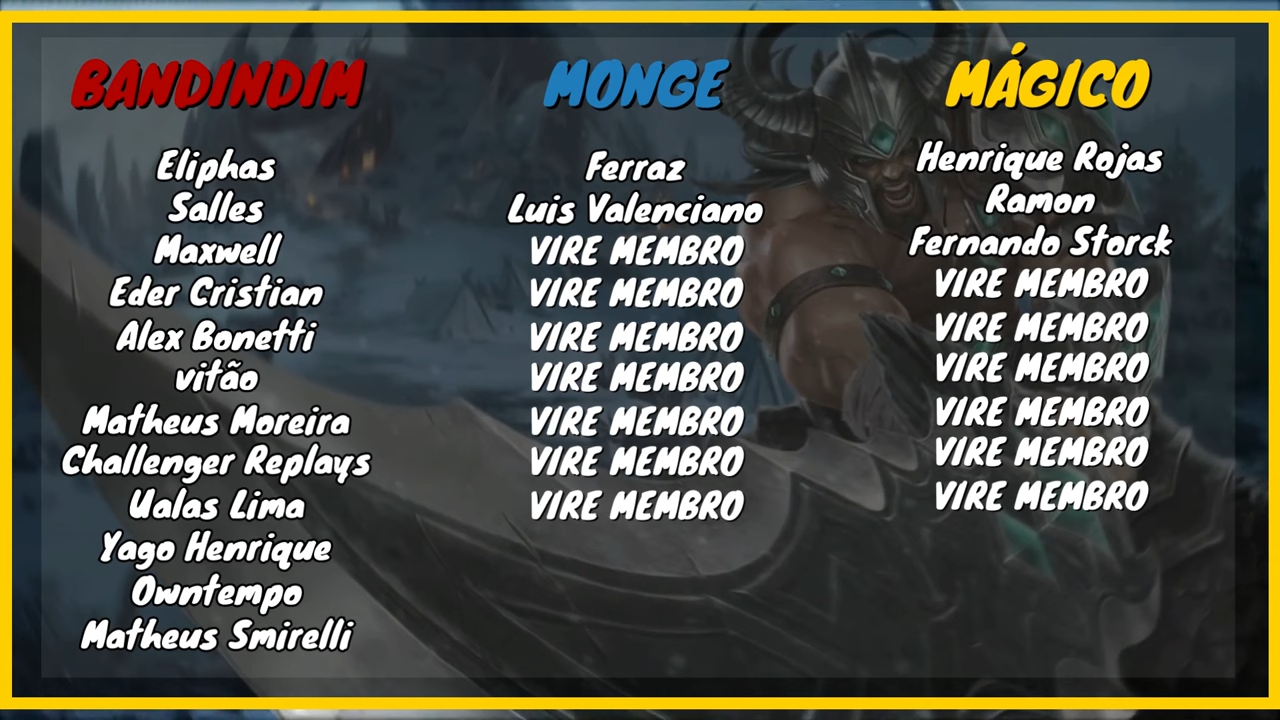 BANDINDIM
Eliphas
Salles
Maxwell
Eder Cristian
Alex Bonetti
vitão
Matheus Moreira
Challenger Replays
Ualas Lima
Yago Henrique
Owntempo
Matheus Smirelli
MONGE
Ferraz
Luis Valenciano
VIRE MEMBRO
VIRE MEMBRO
VIRE MEMBRO
VIRE MEMBRO
VIRE MEMBRO
VIRE MEMBRO
VIRE MEMBRO
MÁGICO
Henrique Rojas
Ramon
Fernando Storck
VIRE MEMBRO
VIRE MEMBRO
VIRE MEMBRO
VIRE MEMBRO
VIRE MEMBRO
VIRE MEMBRO